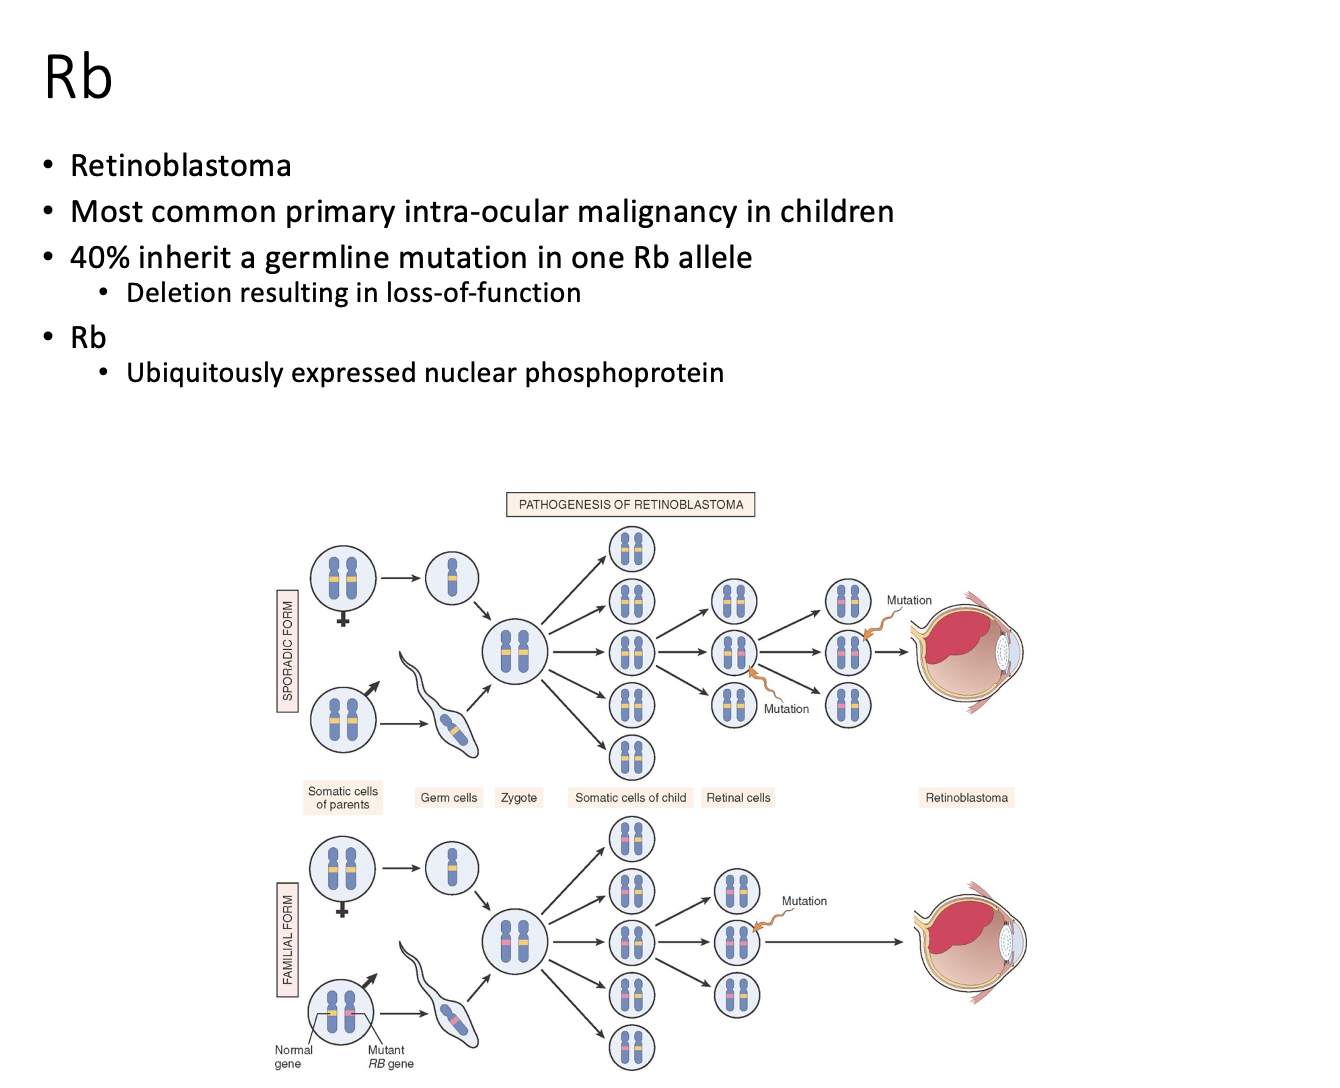 Rb
• Retinoblastoma
• Most common primary intra-ocular malignancy in children
• 40% inherit a germline mutation in one Rb allele
• Deletion resulting in loss-of-function
• Rb
• Ubiquitously expressed nuclear phosphoprotein
PATHOGENESIS OF RETINOBLASTOMA
SPORADIC FORM
Mutation
Mutation
Somatic cells
of parents
Germ cells
Zygote
Somatic cells of child
Retinal cells
Retinoblastoma
FAMILIAL FORM
Mutation
Normal
gene
Mutant
RB gene